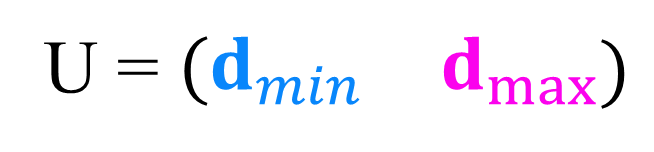 U = (d_min d_max)